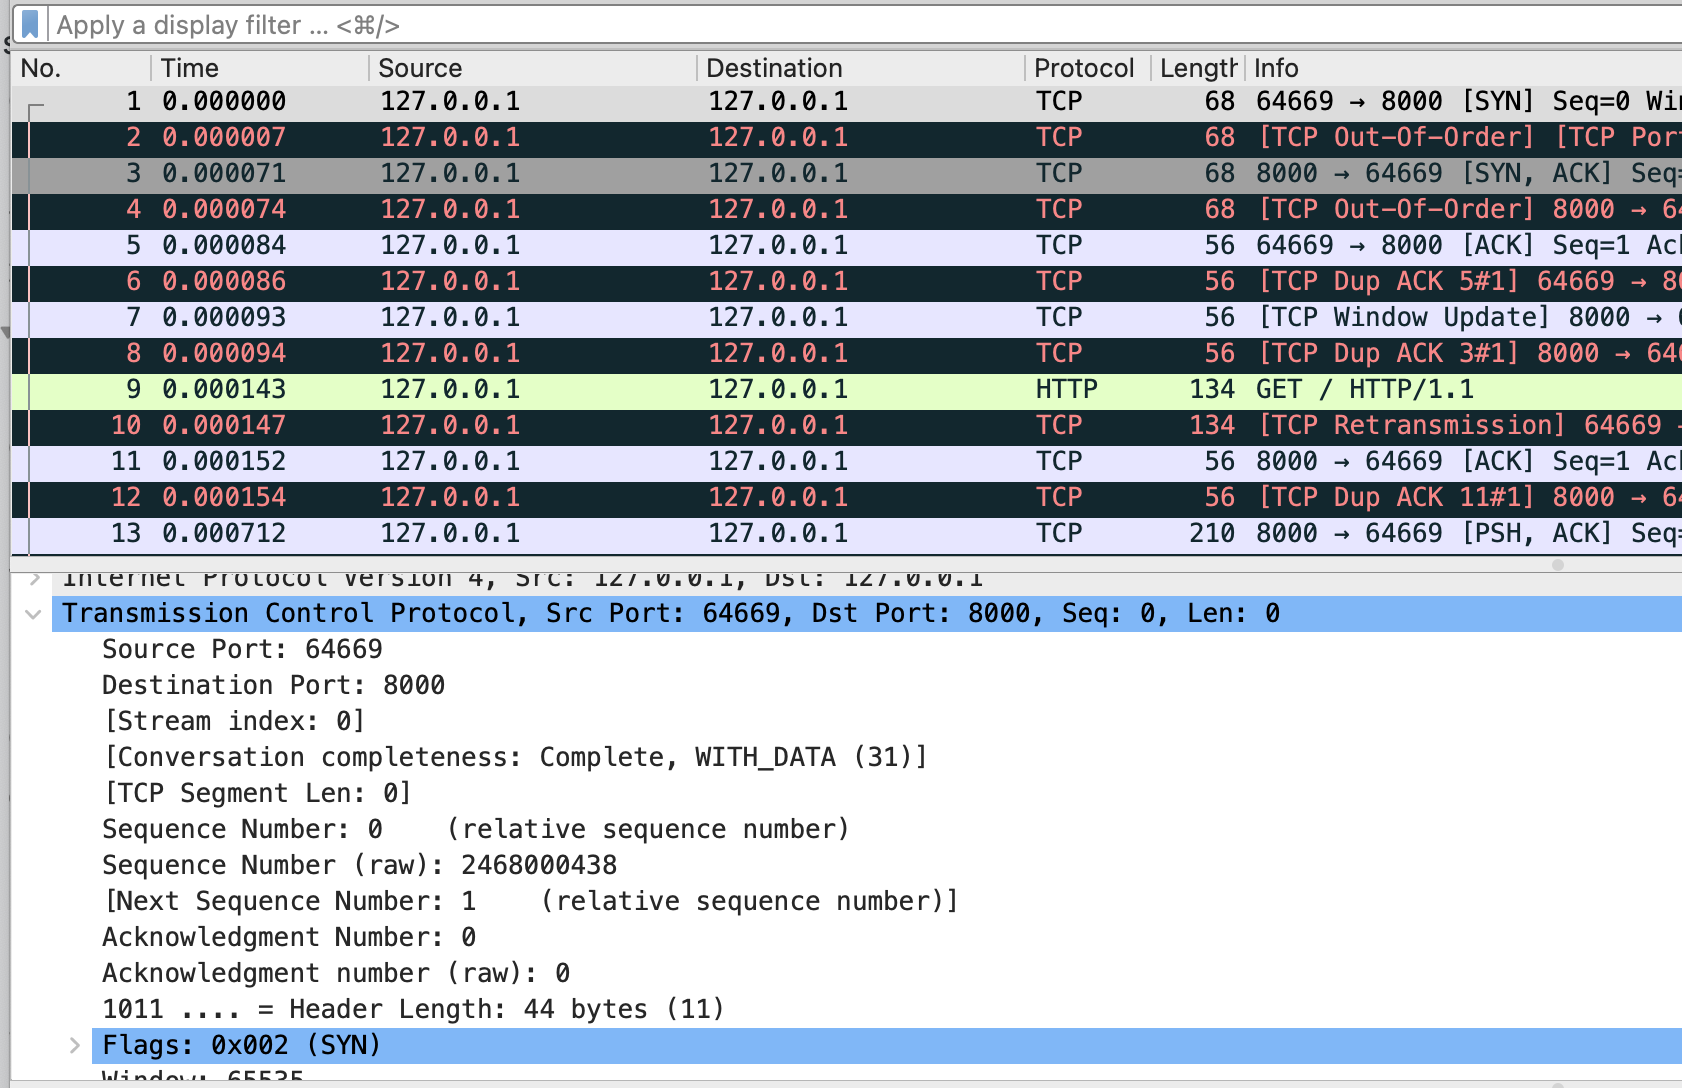 Apply a display filter ... <⌘/>
No. Time Source Destination Protocol Length Info
1 0.000000 127.0.0.1 127.0.0.1 TCP 68 64669 → 8000 [SYN] Seq=0 Win
2 0.000007 127.0.0.1 127.0.0.1 TCP 68 [TCP Out-Of-Order] [TCP Port
3 0.000071 127.0.0.1 127.0.0.1 TCP 68 8000 → 64669 [SYN, ACK] Seq=
4 0.000074 127.0.0.1 127.0.0.1 TCP 68 [TCP Out-Of-Order] 8000 → 64
5 0.000084 127.0.0.1 127.0.0.1 TCP 56 64669 → 8000 [ACK] Seq=1 Ack
6 0.000086 127.0.0.1 127.0.0.1 TCP 56 [TCP Dup ACK 5#1] 64669 → 80
7 0.000093 127.0.0.1 127.0.0.1 TCP 56 [TCP Window Update] 8000 → 6
8 0.000094 127.0.0.1 127.0.0.1 TCP 56 [TCP Dup ACK 3#1] 8000 → 646
9 0.000143 127.0.0.1 127.0.0.1 HTTP 134 GET / HTTP/1.1
10 0.000147 127.0.0.1 127.0.0.1 TCP 134 [TCP Retransmission] 64669 →
11 0.000152 127.0.0.1 127.0.0.1 TCP 56 8000 → 64669 [ACK] Seq=1 Ack
12 0.000154 127.0.0.1 127.0.0.1 TCP 56 [TCP Dup ACK 11#1] 8000 → 64
13 0.000712 127.0.0.1 127.0.0.1 TCP 210 8000 → 64669 [PSH, ACK] Seq=
Internet Protocol Version 4, Src: 127.0.0.1, Dst: 127.0.0.1
Transmission Control Protocol, Src Port: 64669, Dst Port: 8000, Seq: 0, Len: 0
Source Port: 64669
Destination Port: 8000
[Stream index: 0]
[Conversation completeness: Complete, WITH_DATA (31)]
[TCP Segment Len: 0]
Sequence Number: 0    (relative sequence number)
Sequence Number (raw): 2468000438
[Next Sequence Number: 1    (relative sequence number)]
Acknowledgment Number: 0
Acknowledgment number (raw): 0
1011 .... = Header Length: 44 bytes (11)
Flags: 0x002 (SYN)
Window: 65535